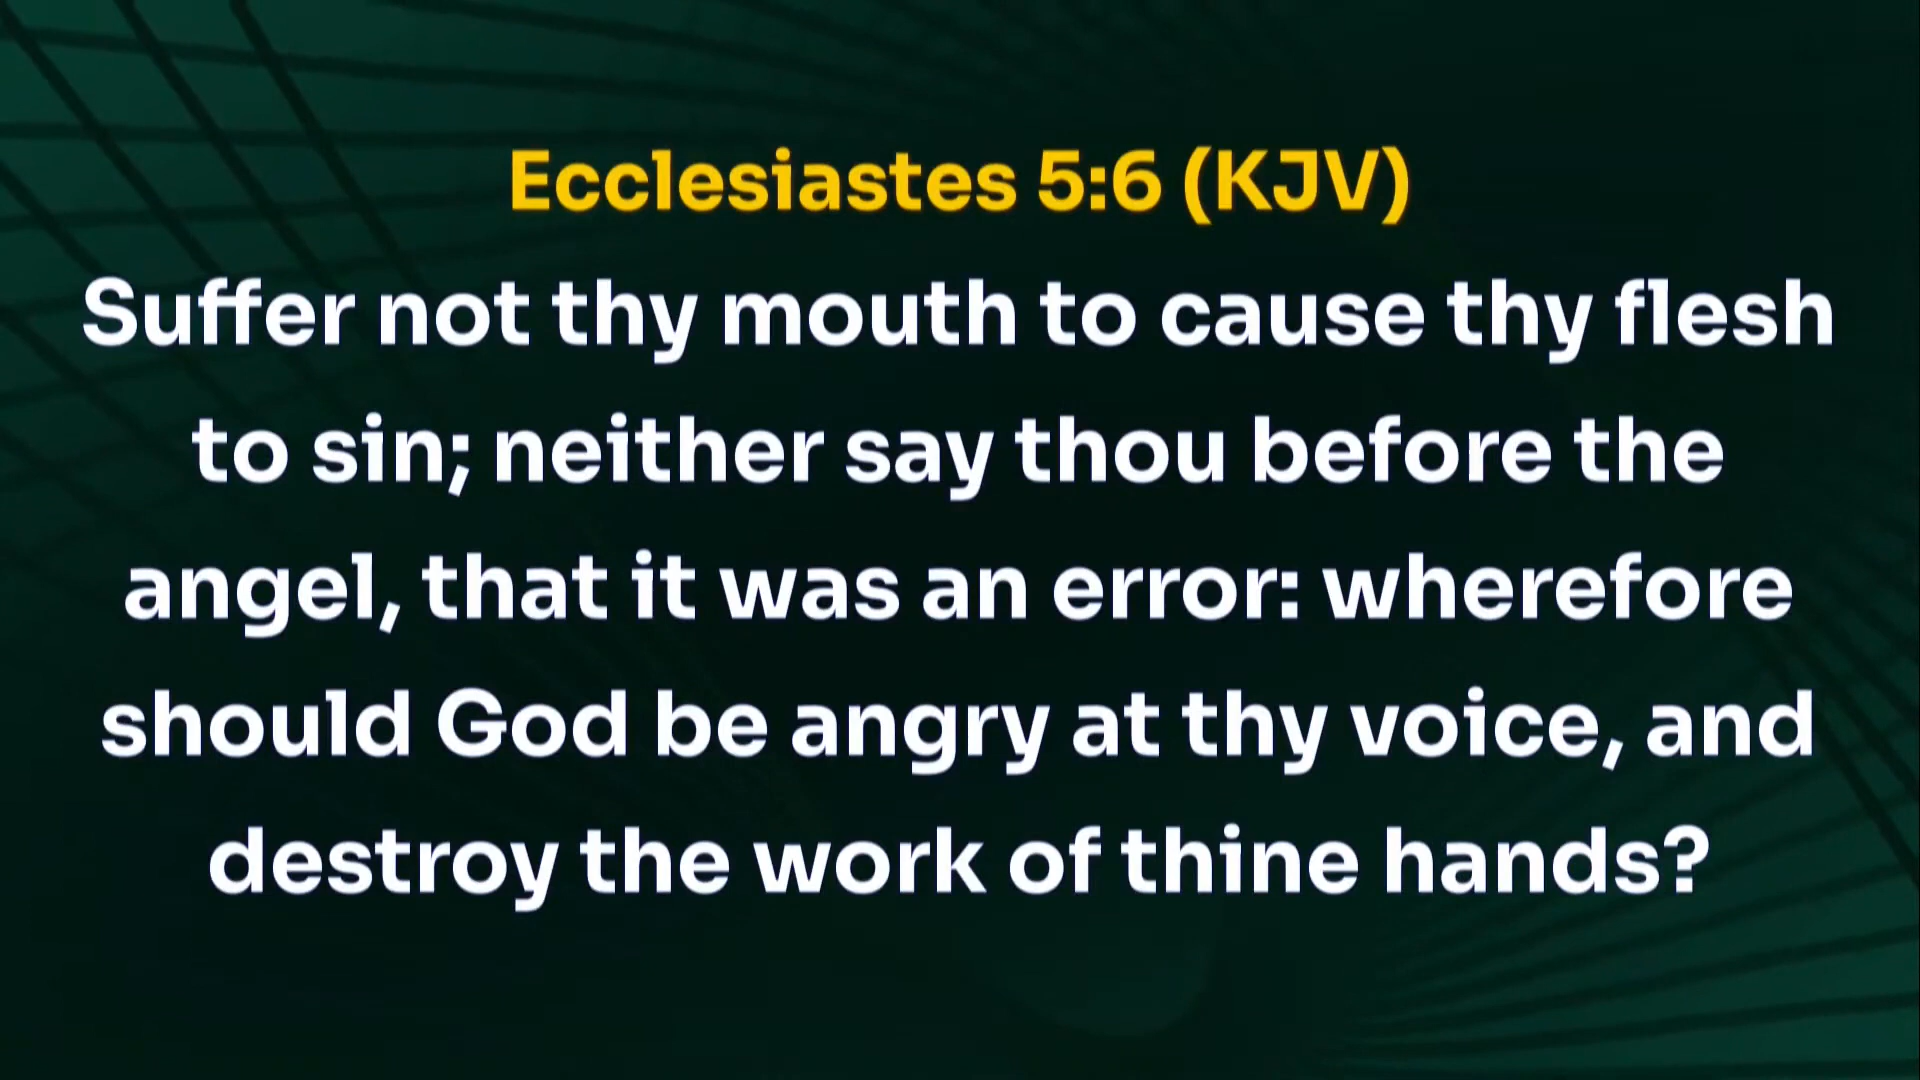 Ecclesiastes 5:6 (KJV)
Suffer not thy mouth to cause thy flesh
to sin; neither say thou before the
angel, that it was an error: wherefore
should God be angry at thy voice, and
destroy the work of thine hands?